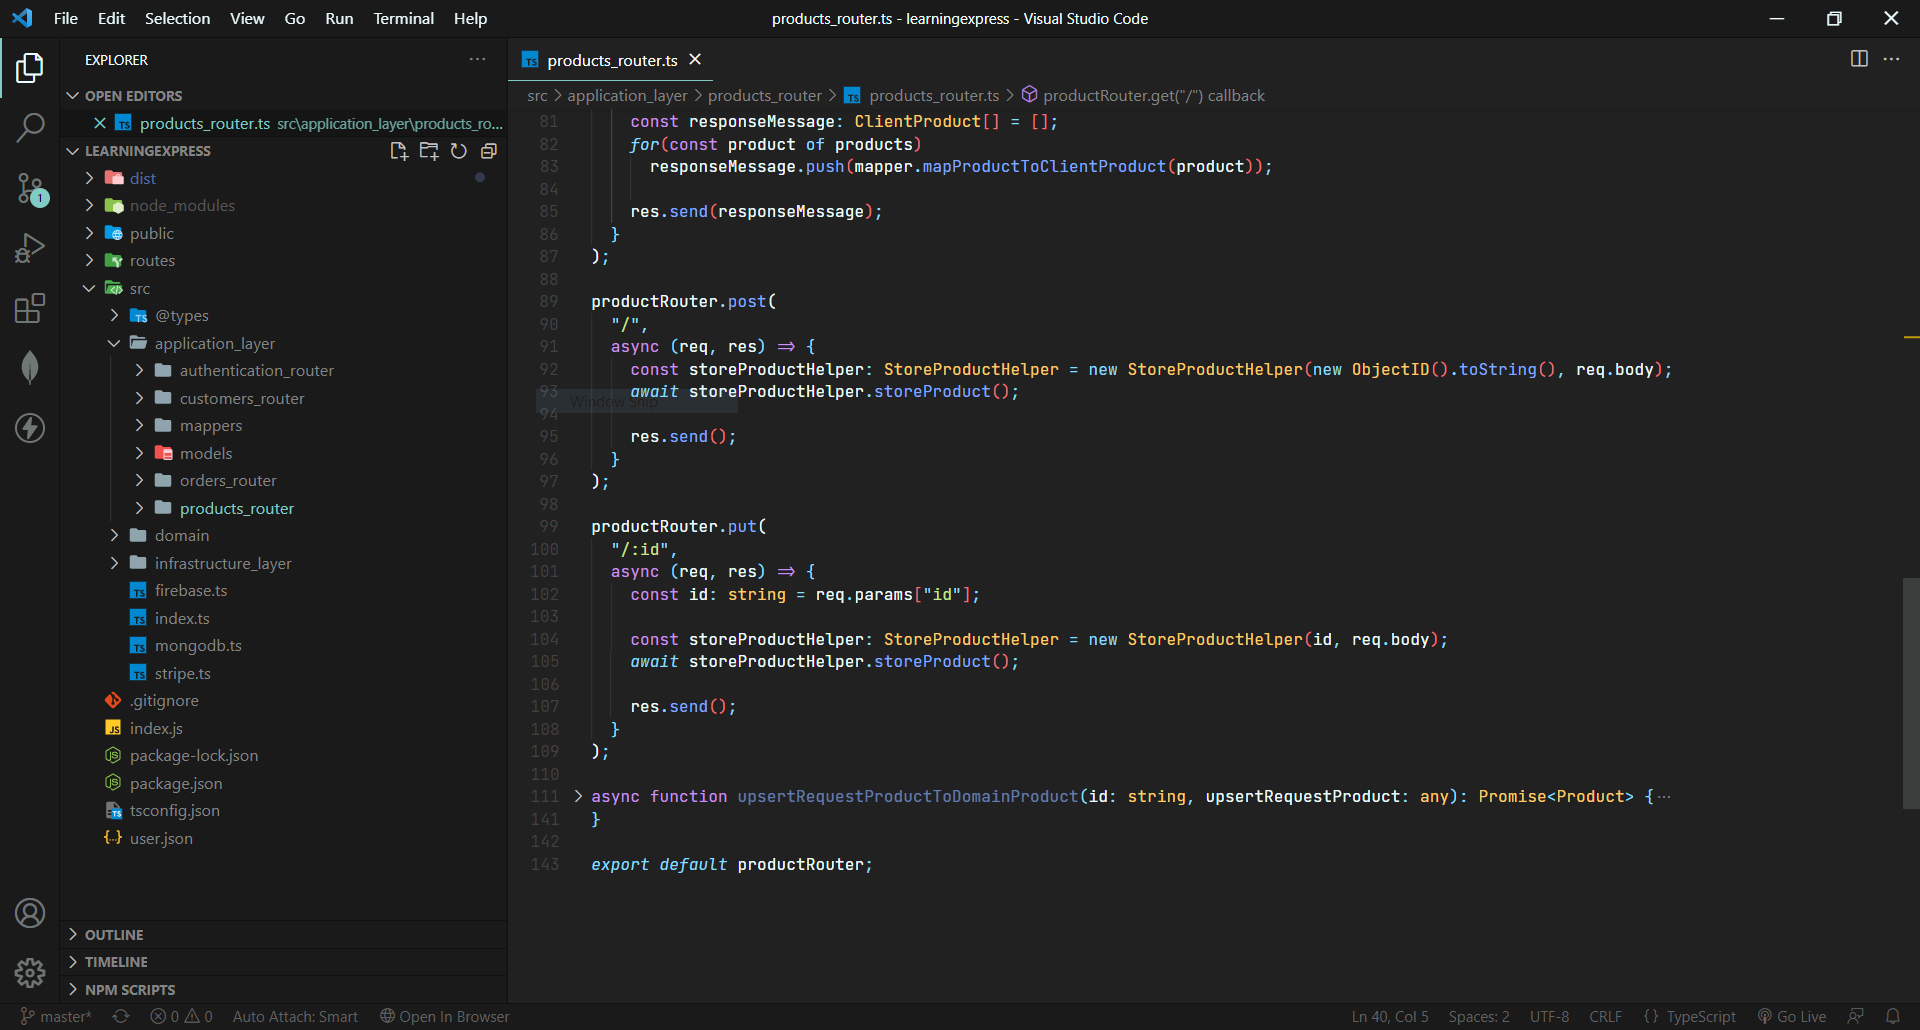 File Edit Selection View Go Run Terminal Help
products_router.ts - learningexpress - Visual Studio Code
EXPLORER
OPEN EDITORS
products_router.ts src\application_layer\products_ro...
LEARNINGEXPRESS
dist
node_modules
public
routes
src
@types
application_layer
authentication_router
customers_router
mappers
models
orders_router
products_router
domain
infrastructure_layer
firebase.ts
index.ts
mongodb.ts
stripe.ts
.gitignore
index.js
package-lock.json
package.json
tsconfig.json
user.json
OUTLINE
TIMELINE
NPM SCRIPTS
products_router.ts
src > application_layer > products_router > products_router.ts > productRouter.get("/") callback
81 const responseMessage: ClientProduct[] = [];
82 for(const product of products)
83 responseMessage.push(mapper.mapProductToClientProduct(product));
84
85 res.send(responseMessage);
86 }
87 );
88
89 productRouter.post(
90 "/",
91 async (req, res) => {
92 const storeProductHelper: StoreProductHelper = new StoreProductHelper(new ObjectID().toString(), req.body);
93 await storeProductHelper.storeProduct();
Window Snip
94
95 res.send();
96 }
97 );
98
99 productRouter.put(
100 "/:id",
101 async (req, res) => {
102 const id: string = req.params["id"];
103
104 const storeProductHelper: StoreProductHelper = new StoreProductHelper(id, req.body);
105 await storeProductHelper.storeProduct();
106
107 res.send();
108 }
109 );
110
111 async function upsertRequestProductToDomainProduct(id: string, upsertRequestProduct: any): Promise<Product> {...
141 }
142
143 export default productRouter;
master* 0 0 Auto Attach: Smart Open In Browser
Ln 40, Col 5 Spaces: 2 UTF-8 CRLF {} TypeScript Go Live